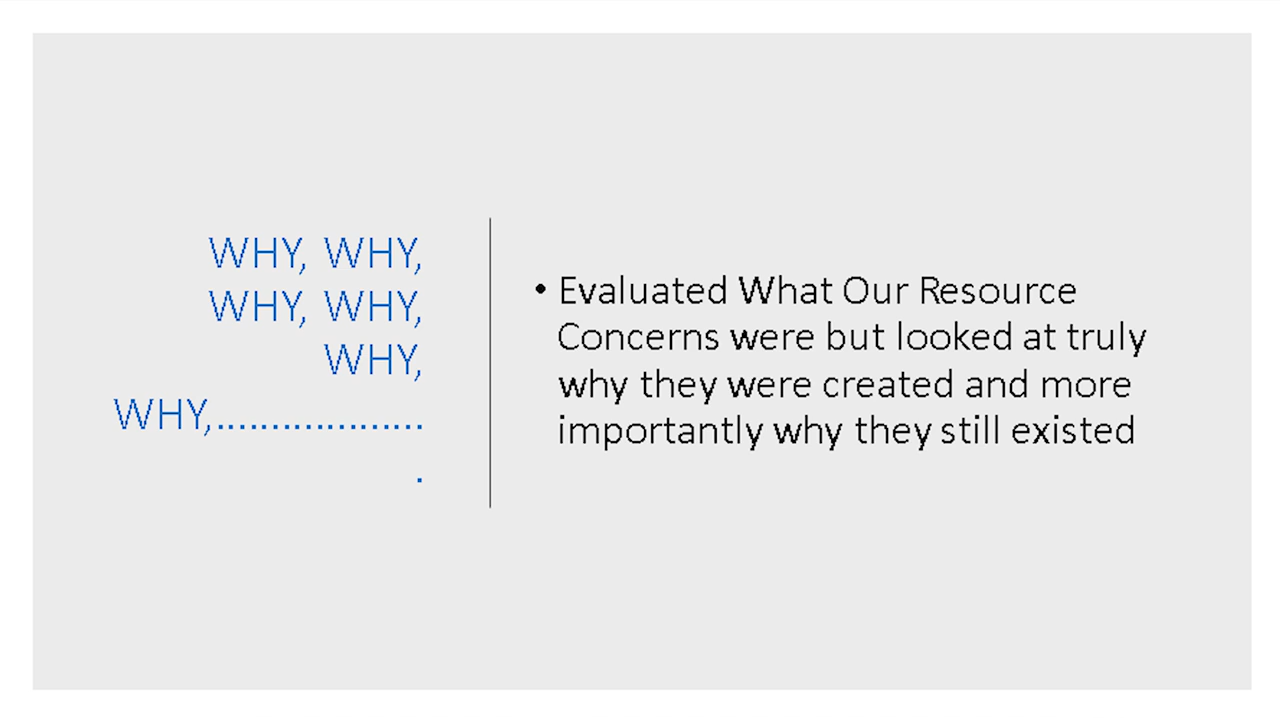 WHY, WHY,
WHY, WHY,
WHY,
WHY,...................
.
• Evaluated What Our Resource
Concerns were but looked at truly
why they were created and more
importantly why they still existed